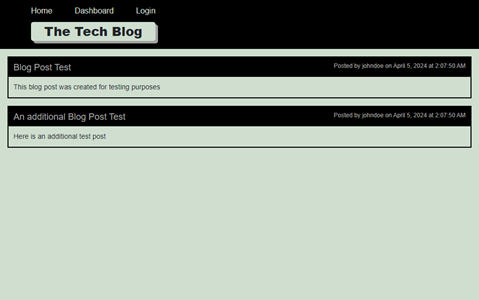 Home Dashboard Login
The Tech Blog
Blog Post Test Posted by johndoe on April 5, 2024 at 2:07:50 AM
This blog post was created for testing purposes
An additional Blog Post Test Posted by johndoe on April 5, 2024 at 2:07:50 AM
Here is an additional test post